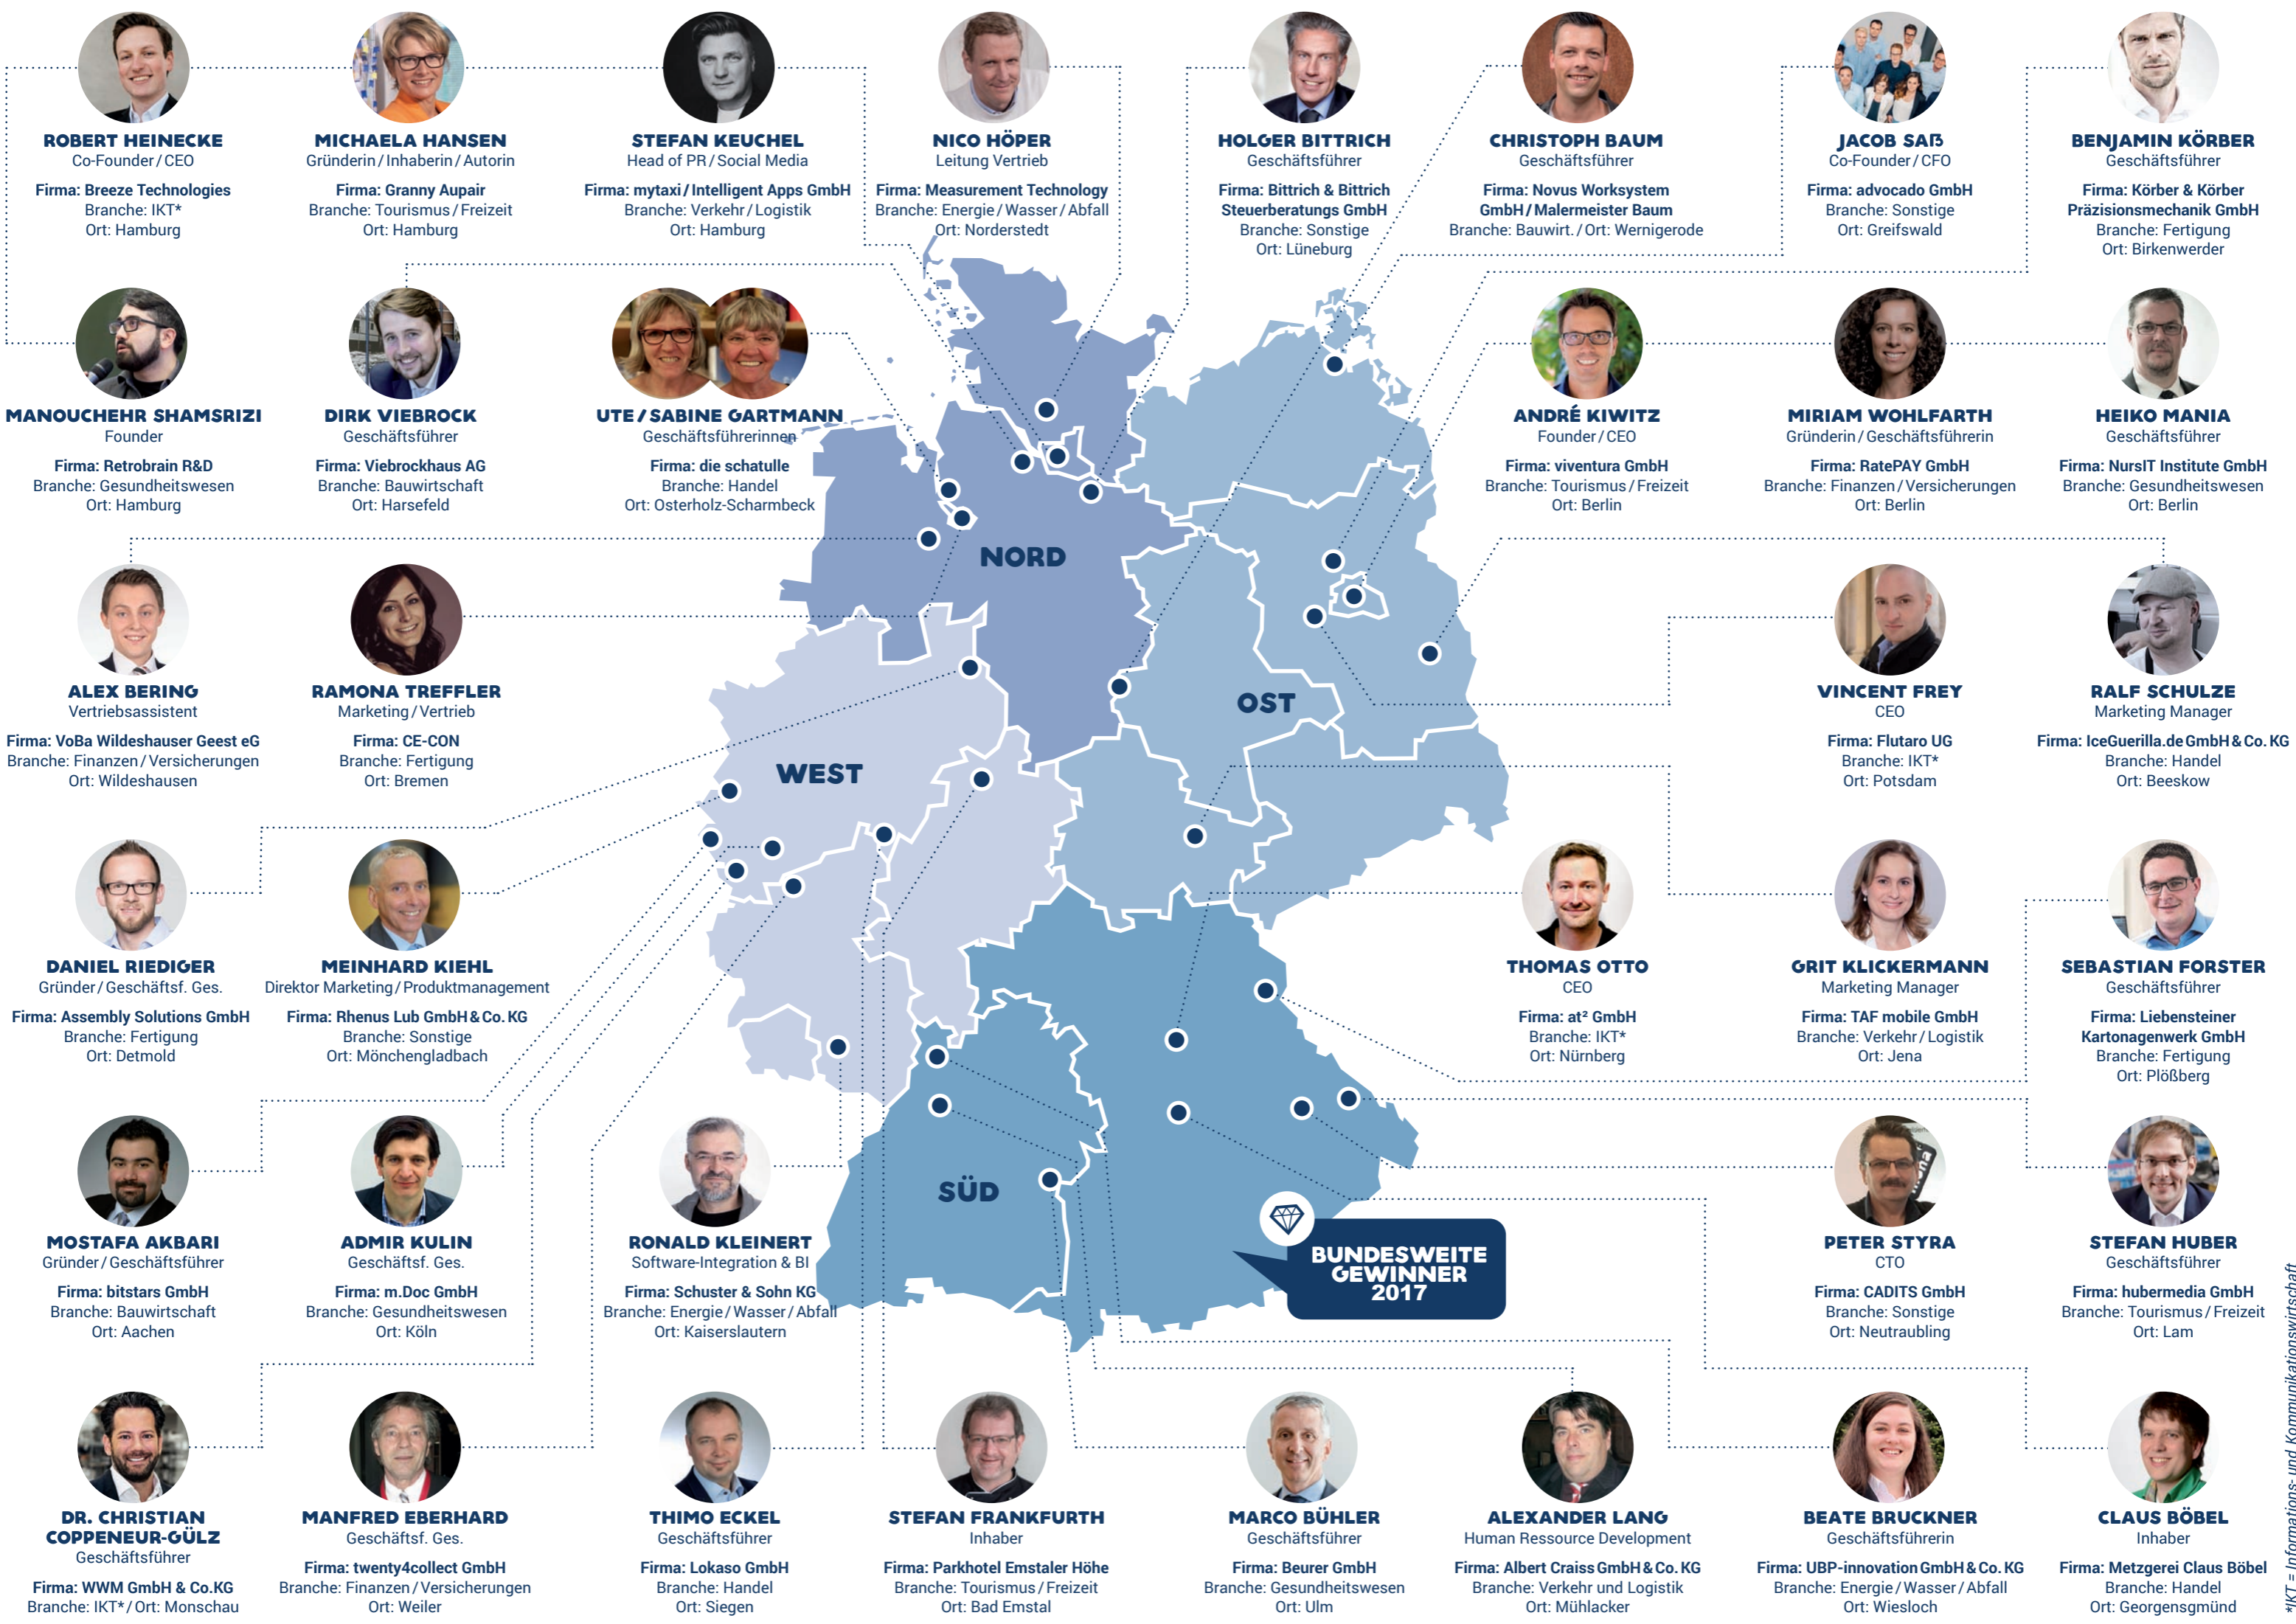 ROBERT HEINECKE
Co-Founder / CEO
Firma: Breeze Technologies
Branche: IKT*
Ort: Hamburg
MICHAELA HANSEN
Gründerin / Inhaberin / Autorin
Firma: Granny Aupair
Branche: Tourismus / Freizeit
Ort: Hamburg
STEFAN KEUCHEL
Head of PR / Social Media
Firma: mytaxi / Intelligent Apps GmbH
Branche: Verkehr / Logistik
Ort: Hamburg
NICO HÖPER
Leitung Vertrieb
Firma: Measurement Technology
Branche: Energie / Wasser / Abfall
Ort: Norderstedt
HOLGER BITTRICH
Geschäftsführer
Firma: Bittrich & Bittrich
Steuerberatungs GmbH
Branche: Sonstige
Ort: Lüneburg
CHRISTOPH BAUM
Geschäftsführer
Firma: Novus Worksystem
GmbH / Malermeister Baum
Branche: Bauwirt. / Ort: Wernigerode
JACOB SAẞ
Co-Founder / CFO
Firma: advocado GmbH
Branche: Sonstige
Ort: Greifswald
BENJAMIN KÖRBER
Geschäftsführer
Firma: Körber & Körber
Präzisionsmechanik GmbH
Branche: Fertigung
Ort: Birkenwerder
MANOUCHEHR SHAMSRIZI
Founder
Firma: Retrobrain R&D
Branche: Gesundheitswesen
Ort: Hamburg
DIRK VIEBROCK
Geschäftsführer
Firma: Viebrockhaus AG
Branche: Bauwirtschaft
Ort: Harsefeld
UTE / SABINE GARTMANN
Geschäftsführerinnen
Firma: die schatulle
Branche: Handel
Ort: Osterholz-Scharmbeck
ANDRÉ KIWITZ
Founder / CEO
Firma: viventura GmbH
Branche: Tourismus / Freizeit
Ort: Berlin
MIRIAM WOHLFARTH
Gründerin / Geschäftsführerin
Firma: RatePAY GmbH
Branche: Finanzen / Versicherungen
Ort: Berlin
HEIKO MANIA
Geschäftsführer
Firma: NursIT Institute GmbH
Branche: Gesundheitswesen
Ort: Berlin
NORD
ALEX BERING
Vertriebsassistent
Firma: VoBa Wildeshauser Geest eG
Branche: Finanzen / Versicherungen
Ort: Wildeshausen
RAMONA TREFFLER
Marketing / Vertrieb
Firma: CE-CON
Branche: Fertigung
Ort: Bremen
OST
VINCENT FREY
CEO
Firma: Flutaro UG
Branche: IKT*
Ort: Potsdam
RALF SCHULZE
Marketing Manager
Firma: IceGuerilla.de GmbH & Co. KG
Branche: Handel
Ort: Beeskow
WEST
DANIEL RIEDIGER
Gründer / Geschäftsf. Ges.
Firma: Assembly Solutions GmbH
Branche: Fertigung
Ort: Detmold
MEINHARD KIEHL
Direktor Marketing / Produktmanagement
Firma: Rhenus Lub GmbH & Co. KG
Branche: Sonstige
Ort: Mönchengladbach
THOMAS OTTO
CEO
Firma: at² GmbH
Branche: IKT*
Ort: Nürnberg
GRIT KLICKERMANN
Marketing Manager
Firma: TAF mobile GmbH
Branche: Verkehr / Logistik
Ort: Jena
SEBASTIAN FORSTER
Geschäftsführer
Firma: Liebensteiner
Kartonagenwerk GmbH
Branche: Fertigung
Ort: Plößberg
MOSTAFA AKBARI
Gründer / Geschäftsführer
Firma: bitstars GmbH
Branche: Bauwirtschaft
Ort: Aachen
ADMIR KULIN
Geschäftsf. Ges.
Firma: m.Doc GmbH
Branche: Gesundheitswesen
Ort: Köln
RONALD KLEINERT
Software-Integration & BI
Firma: Schuster & Sohn KG
Branche: Energie / Wasser / Abfall
Ort: Kaiserslautern
SÜD
BUNDESWEITE
GEWINNER
2017
PETER STYRA
CTO
Firma: CADITS GmbH
Branche: Sonstige
Ort: Neutraubling
STEFAN HUBER
Geschäftsführer
Firma: hubermedia GmbH
Branche: Tourismus / Freizeit
Ort: Lam
DR. CHRISTIAN
COPPENEUR-GÜLZ
Geschäftsführer
Firma: WWM GmbH & Co.KG
Branche: IKT* / Ort: Monschau
MANFRED EBERHARD
Geschäftsf. Ges.
Firma: twenty4collect GmbH
Branche: Finanzen / Versicherungen
Ort: Weiler
THIMO ECKEL
Geschäftsführer
Firma: Lokaso GmbH
Branche: Handel
Ort: Siegen
STEFAN FRANKFURTH
Inhaber
Firma: Parkhotel Emstaler Höhe
Branche: Tourismus / Freizeit
Ort: Bad Emstal
MARCO BÜHLER
Geschäftsführer
Firma: Beurer GmbH
Branche: Gesundheitswesen
Ort: Ulm
ALEXANDER LANG
Human Ressource Development
Firma: Albert Craiss GmbH & Co. KG
Branche: Verkehr und Logistik
Ort: Mühlacker
BEATE BRUCKNER
Geschäftsführerin
Firma: UBP-innovation GmbH & Co. KG
Branche: Energie / Wasser / Abfall
Ort: Wiesloch
CLAUS BÖBEL
Inhaber
Firma: Metzgerei Claus Böbel
Branche: Handel
Ort: Georgensgmünd
*IKT = Informations- und Kommunikationswirtschaft